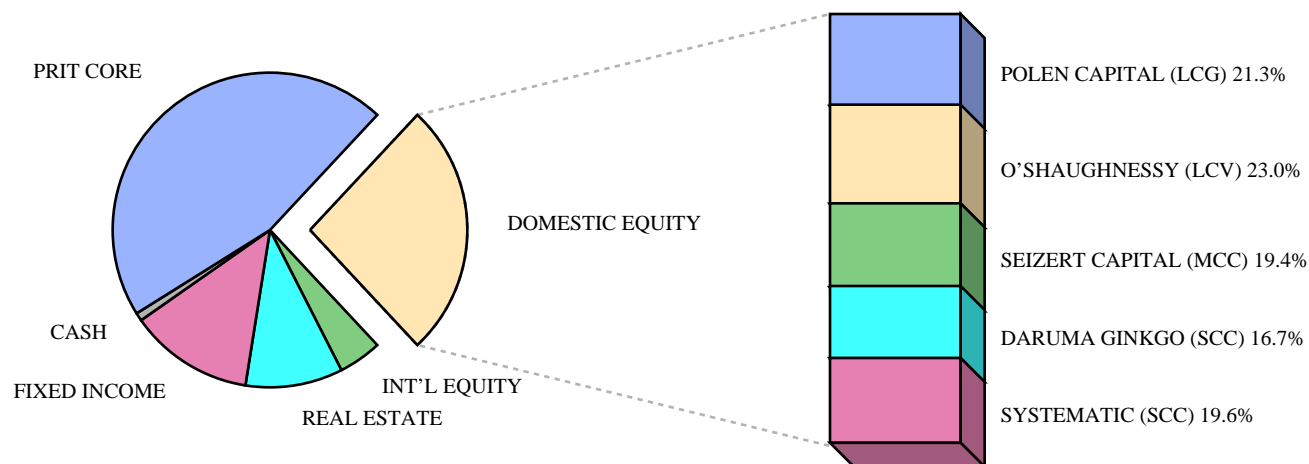 PRIT CORE
CASH
FIXED INCOME
REAL ESTATE
INT'L EQUITY
DOMESTIC EQUITY
POLEN CAPITAL (LCG) 21.3%
O'SHAUGHNESSY (LCV) 23.0%
SEIZERT CAPITAL (MCC) 19.4%
DARUMA GINKGO (SCC) 16.7%
SYSTEMATIC (SCC) 19.6%